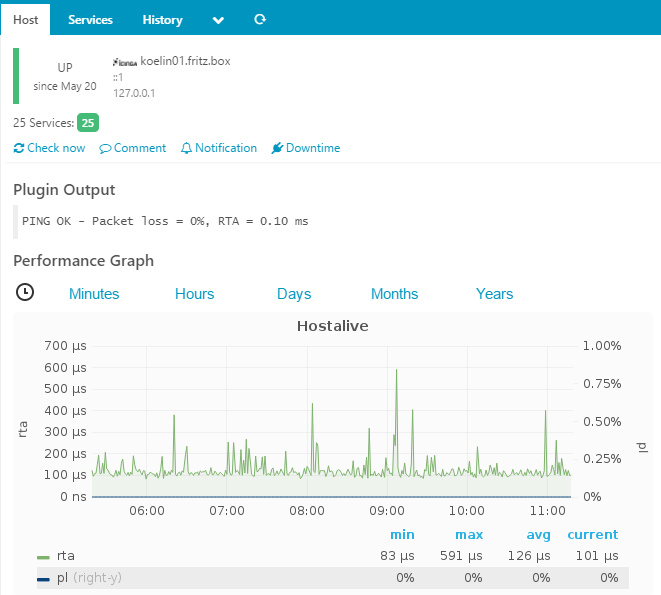 Host Services History
UP
since May 20
ICINGA koelin01.fritz.box
::1
127.0.0.1
25 Services: 25
Check now Comment Notification Downtime
Plugin Output
PING OK - Packet loss = 0%, RTA = 0.10 ms
Performance Graph
Minutes Hours Days Months Years
Hostalive
700 µs 1.00%
600 µs
500 µs 0.75%
400 µs 0.50%
300 µs
200 µs 0.25%
100 µs
0 ns 0%
rta
pl
06:00 07:00 08:00 09:00 10:00 11:00
min max avg current
rta 83 µs 591 µs 126 µs 101 µs
pl (right-y) 0% 0% 0% 0%